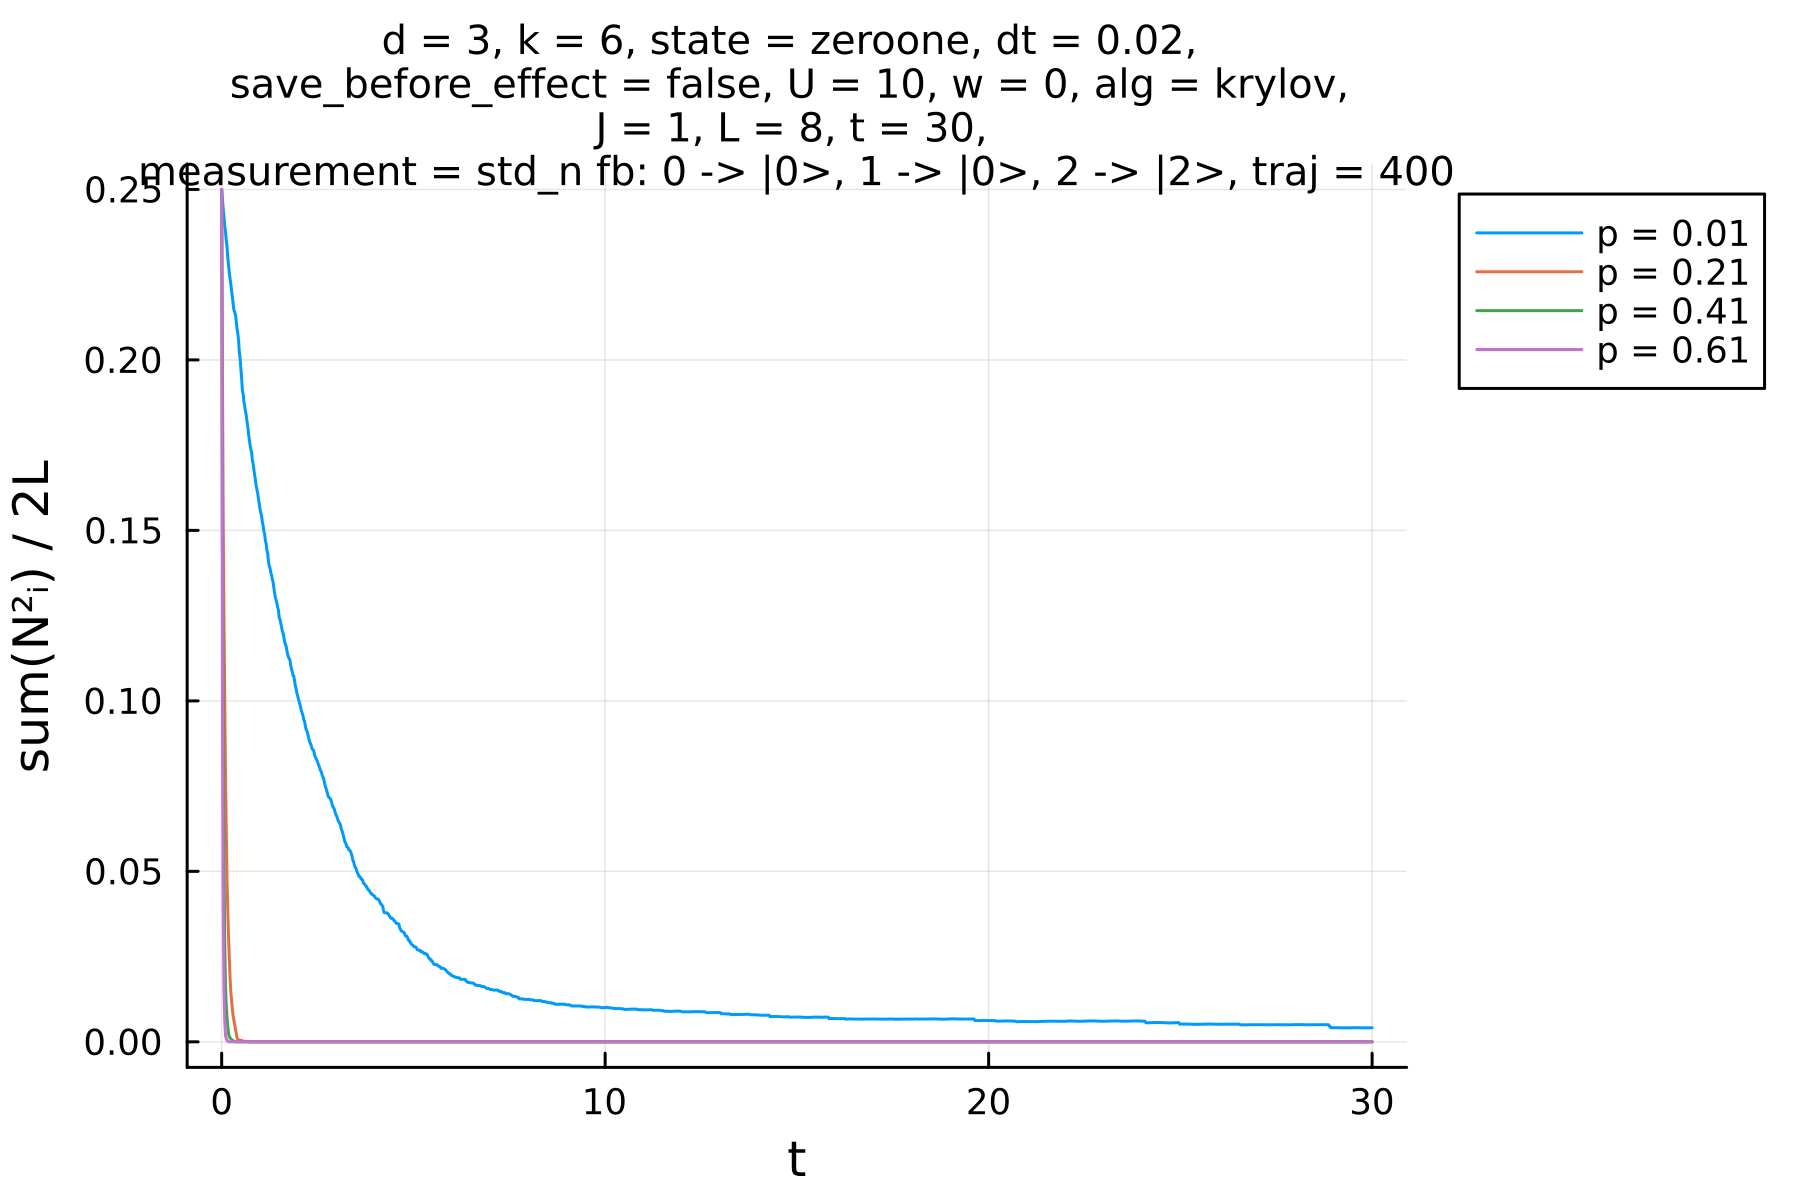 d = 3, k = 6, state = zeroone, dt = 0.02,
save_before_effect = false, U = 10, w = 0, alg = krylov,
J = 1, L = 8, t = 30,
measurement = std_n fb: 0 -> |0>, 1 -> |0>, 2 -> |2>, traj = 400
0.25
0.20
0.15
0.10
0.05
0.00
sum(N²ᵢ) / 2L
0
10
20
30
t
p = 0.01
p = 0.21
p = 0.41
p = 0.61